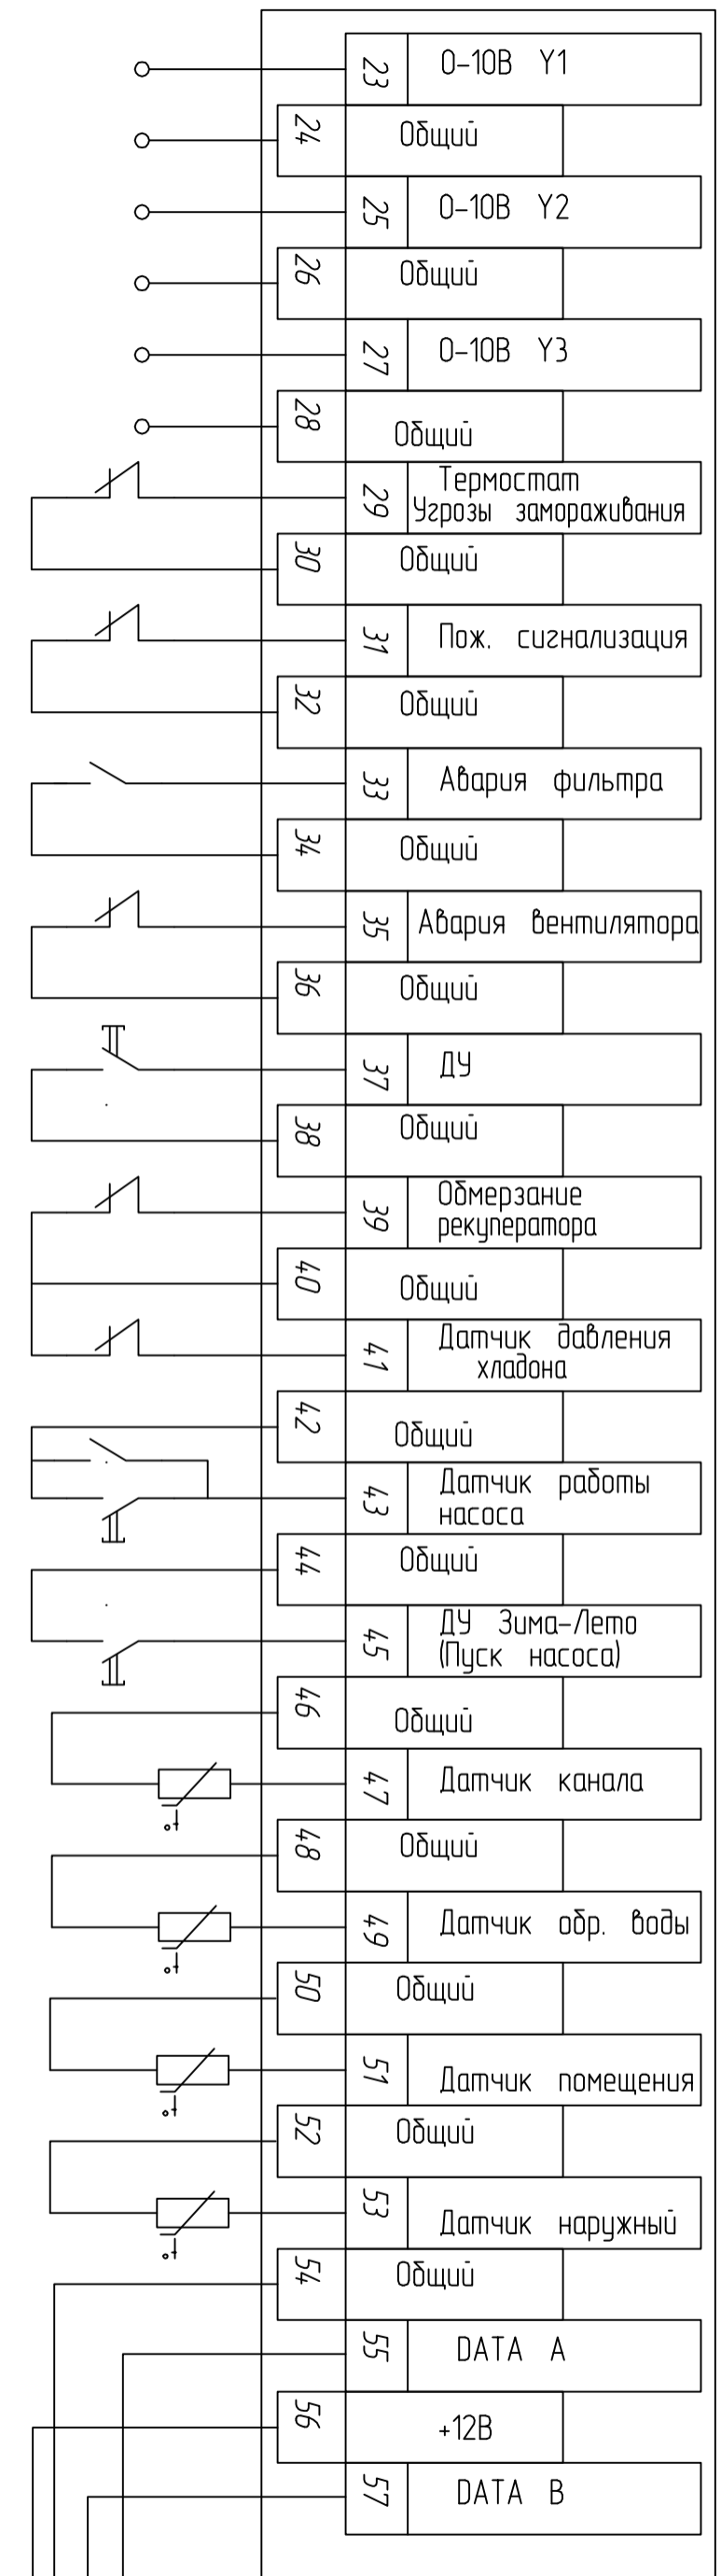 23 0-10В Y1
24 Общий
25 0-10В Y2
26 Общий
27 0-10В Y3
28 Общий
29 Термостат
Угрозы замораживания
30 Общий
31 Пож. сигнализация
32 Общий
33 Авария фильтра
34 Общий
35 Авария вентилятора
36 Общий
37 ДУ
38 Общий
39 Обмерзание
рекуператора
40 Общий
41 Датчик давления
хладона
42 Общий
43 Датчик работы
насоса
44 Общий
45 ДУ Зима-Лето
(Пуск насоса)
46 Общий
47 Датчик канала
t°
48 Общий
49 Датчик обр. воды
t°
50 Общий
51 Датчик помещения
t°
52 Общий
53 Датчик наружный
t°
54 Общий
55 DATA A
56 +12В
57 DATA B